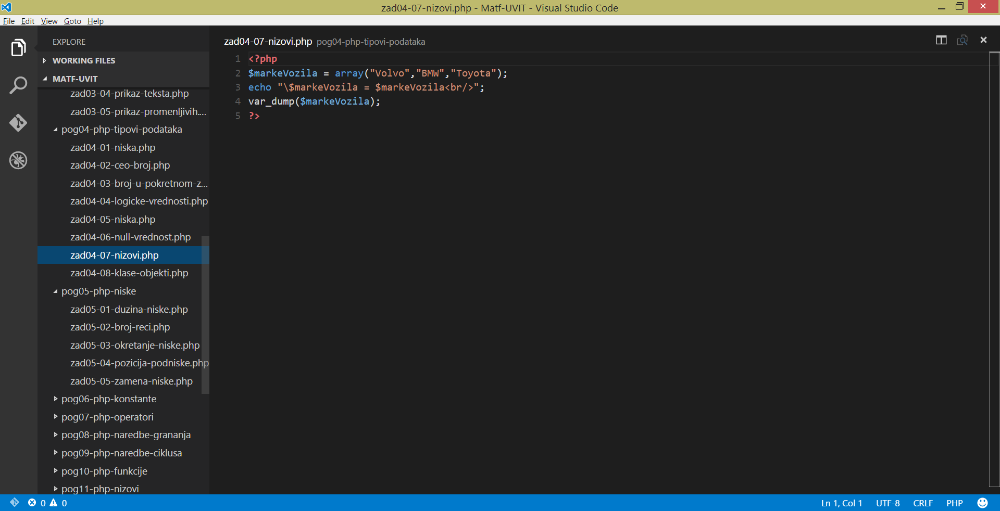 zad04-07-nizovi.php - Matf-UVIT - Visual Studio Code
File Edit View Goto Help
EXPLORE
WORKING FILES
MATF-UVIT
zad03-04-prikaz-teksta.php
zad03-05-prikaz-promenljivih....
pog04-php-tipovi-podataka
zad04-01-niska.php
zad04-02-ceo-broj.php
zad04-03-broj-u-pokretnom-z...
zad04-04-logicke-vrednosti.php
zad04-05-niska.php
zad04-06-null-vrednost.php
zad04-07-nizovi.php
zad04-08-klase-objekti.php
pog05-php-niske
zad05-01-duzina-niske.php
zad05-02-broj-reci.php
zad05-03-okretanje-niske.php
zad05-04-pozicija-podniske.php
zad05-05-zamena-niske.php
pog06-php-konstante
pog07-php-operatori
pog08-php-naredbe-grananja
pog09-php-naredbe-ciklusa
pog10-php-funkcije
pog11-php-nizovi
zad04-07-nizovi.php pog04-php-tipovi-podataka
1 <?php
2 $markeVozila = array("Volvo","BMW","Toyota");
3 echo "\$markeVozila = $markeVozila<br/>";
4 var_dump($markeVozila);
5 ?>
0 0
Ln 1, Col 1 UTF-8 CRLF PHP